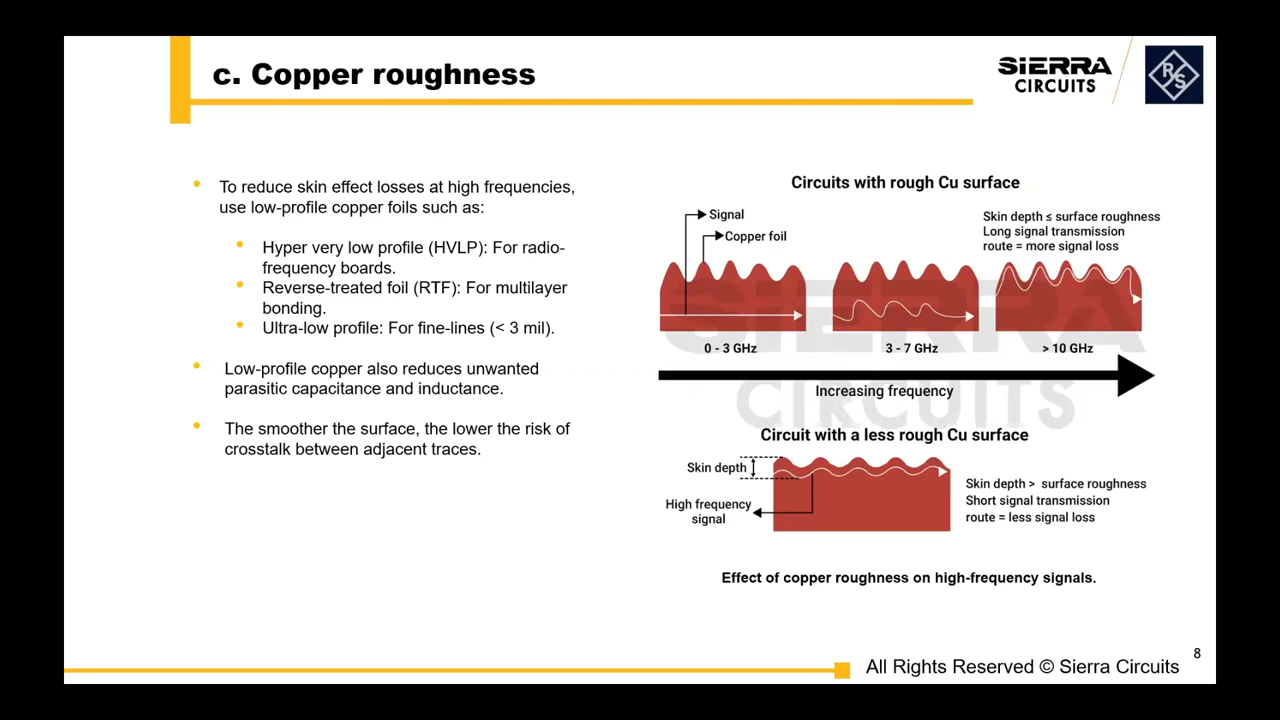 c. Copper roughness
SiERRA
CIRCUITS
R
S
• To reduce skin effect losses at high frequencies,
use low-profile copper foils such as:
• Hyper very low profile (HVLP): For radio-
frequency boards.
• Reverse-treated foil (RTF): For multilayer
bonding.
• Ultra-low profile: For fine-lines (< 3 mil).
• Low-profile copper also reduces unwanted
parasitic capacitance and inductance.
• The smoother the surface, the lower the risk of
crosstalk between adjacent traces.
Circuits with rough Cu surface
Signal
Copper foil
Skin depth ≤ surface roughness
Long signal transmission
route = more signal loss
SiERRA
CIRCUITS
0 - 3 GHz
3 - 7 GHz
> 10 GHz
Increasing frequency
Circuit with a less rough Cu surface
Skin depth
High frequency
signal
Skin depth > surface roughness
Short signal transmission
route = less signal loss
Effect of copper roughness on high-frequency signals.
8
All Rights Reserved © Sierra Circuits